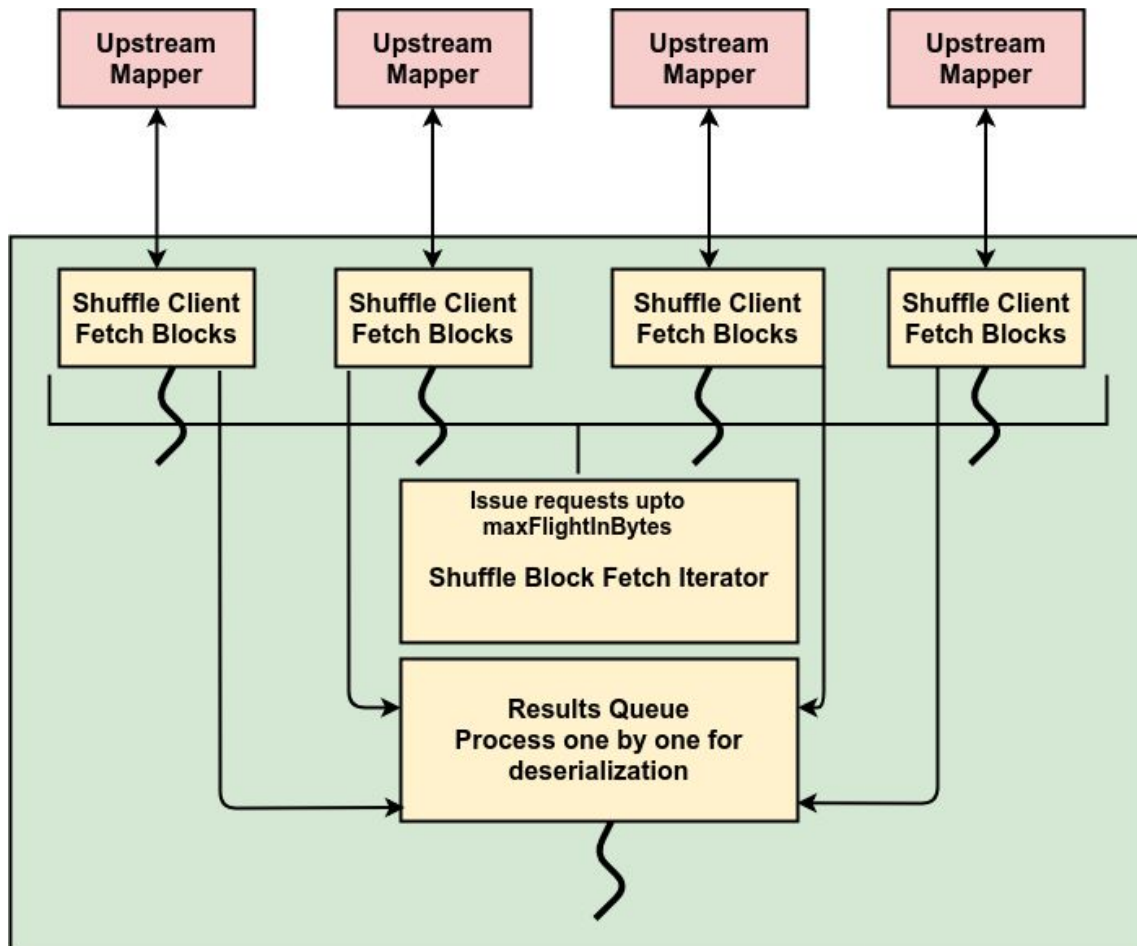 Upstream
Mapper
Upstream
Mapper
Upstream
Mapper
Upstream
Mapper
Shuffle Client
Fetch Blocks
Shuffle Client
Fetch Blocks
Shuffle Client
Fetch Blocks
Shuffle Client
Fetch Blocks
Issue requests upto
maxFlightInBytes
Shuffle Block Fetch Iterator
Results Queue
Process one by one for
deserialization